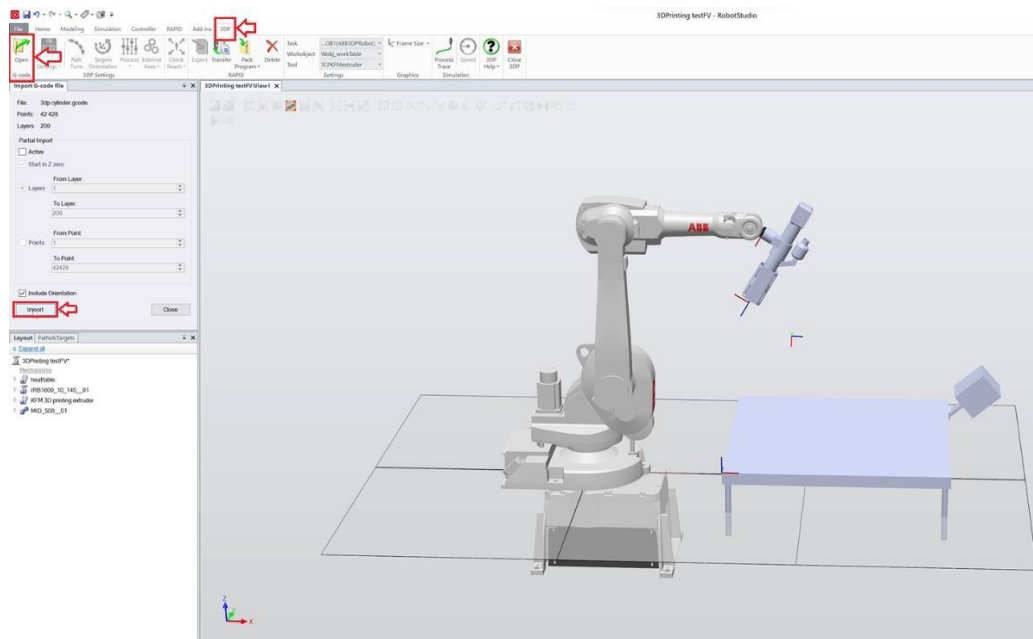 3DPrinting testFV - RobotStudio
File Home Modeling Simulation Controller RAPID Add-Ins 3DP
Open
G-code
Settings
Path Tune
Targets Orientation
Process
External Axes
Check Reach
3DP Settings
Export
Transfer
Pack Program
Delete
RAPID
Task ...OB1(ABB3DPRobot)
Workobject Wobj_workTable
Tool TCPKFMextruder
Settings
Frame Size
Graphics
Process Trace
Speed
Simulation
3DP Help
Close 3DP
Import G-code file
3DPrinting testFV:View1
File 3dp cylinder.gcode
Points: 42 428
Layers 200
Partial Import
Active
Start in Z zero
From Layer:
Layers 1
To Layer
200
From Point:
Points 1
To Point:
42428
Include Orientation
Import
Close
Layout Paths&Targets
Expand all
3DPrinting testFV*
Mechanisms
heattable
IRB1600_10_145__01
KFM 3D printing extruder
MID_500__01
ABB
Z
Y
X